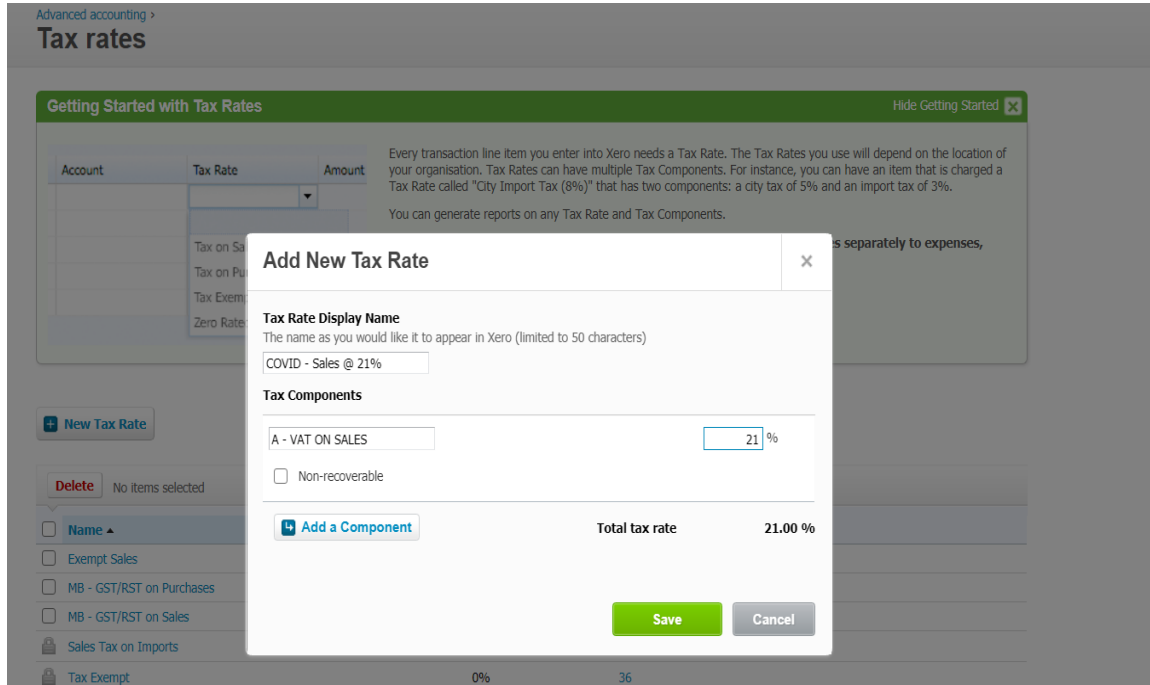 Advanced accounting ›
Tax rates
Getting Started with Tax Rates
Hide Getting Started
Account Tax Rate Amount
Every transaction line item you enter into Xero needs a Tax Rate. The Tax Rates you use will depend on the location of
your organisation. Tax Rates can have multiple Tax Components. For instance, you can have an item that is charged a
Tax Rate called "City Import Tax (8%)" that has two components: a city tax of 5% and an import tax of 3%.
You can generate reports on any Tax Rate and Tax Components.
separately to expenses,
Tax on
Tax on
Tax
Zero
Add New Tax Rate
Tax Rate Display Name
The name as you would like it to appear in Xero (limited to 50 characters)
COVID - Sales @ 21%
Tax Components
A - VAT ON SALES 21 %
Non-recoverable
Add a Component
Total tax rate 21.00 %
Save Cancel
New Tax Rate
Delete No items selected
Name
Exempt Sales
MB - GST/RST on Purchases
MB - GST/RST on Sales
Sales Tax on Imports
Tax Exempt 0% 36